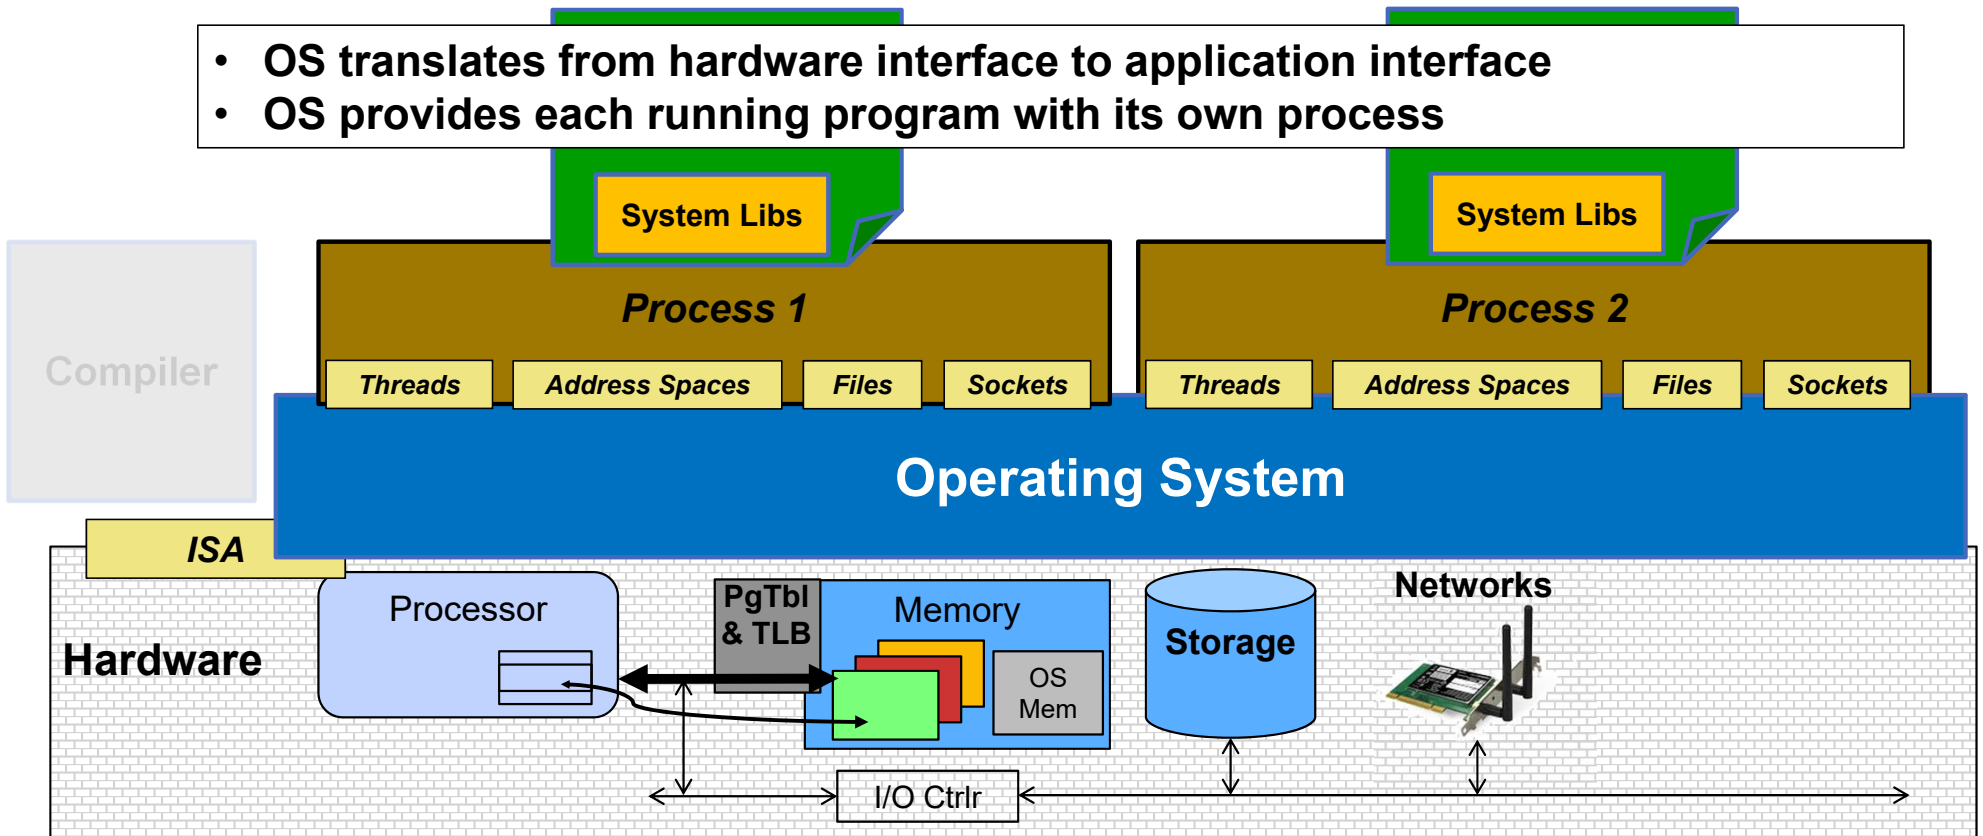 • OS translates from hardware interface to application interface
• OS provides each running program with its own process
System Libs
System Libs
Process 1
Process 2
Compiler
Threads
Address Spaces
Files
Sockets
Threads
Address Spaces
Files
Sockets
Operating System
ISA
Hardware
Processor
PgTbl
& TLB
Memory
OS
Mem
Storage
Networks
I/O Ctrlr